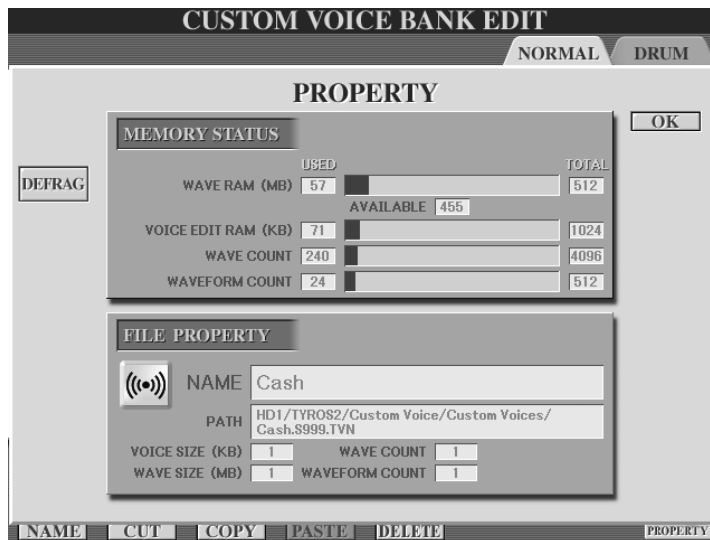 CUSTOM VOICE BANK EDIT
NORMAL DRUM
PROPERTY
OK
MEMORY STATUS
USED TOTAL
DEFRAG
WAVE RAM (MB) 57 512
AVAILABLE 455
VOICE EDIT RAM (KB) 71 1024
WAVE COUNT 240 4096
WAVEFORM COUNT 24 512
FILE PROPERTY
NAME Cash
PATH HD1/TYROS2/Custom Voice/Custom Voices/
Cash.S999.TVN
VOICE SIZE (KB) 1 WAVE COUNT 1
WAVE SIZE (MB) 1 WAVEFORM COUNT 1
NAME CUT COPY PASTE DELETE PROPERTY